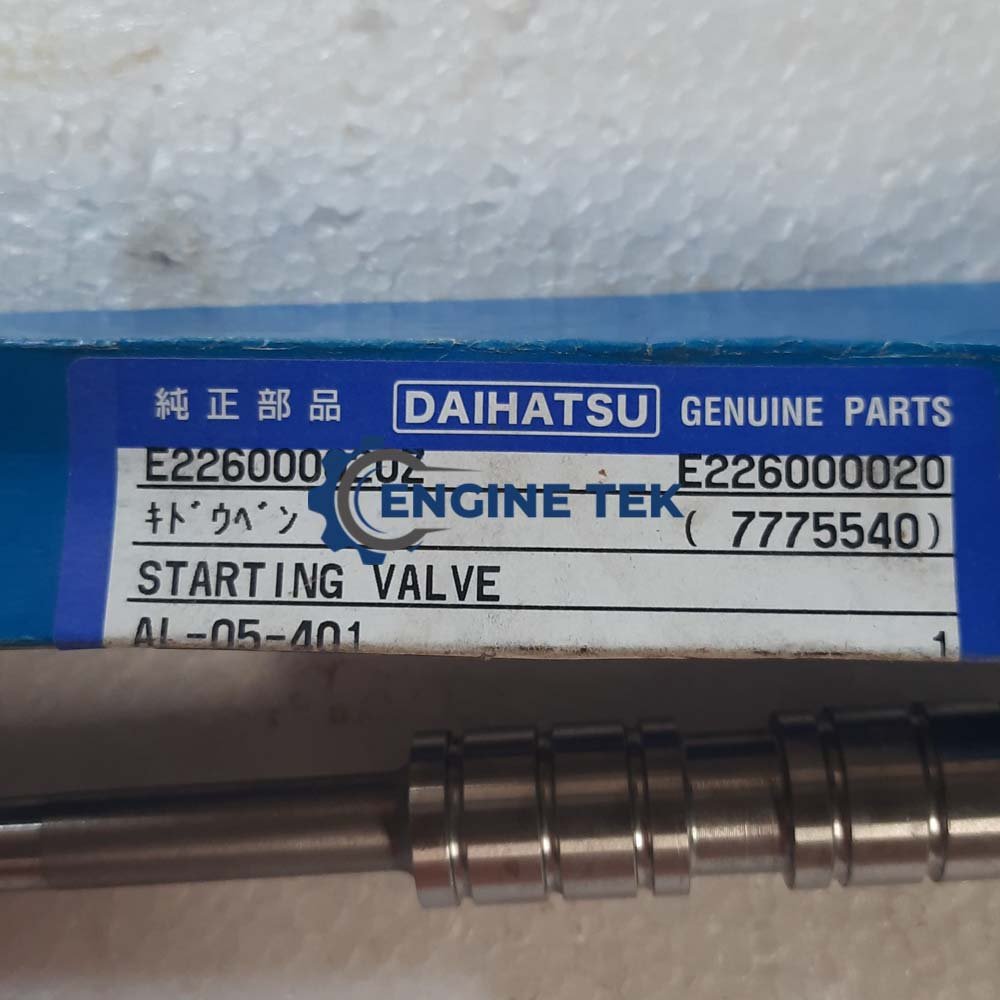 純正部品 DAIHATSU GENUINE PARTS
E226000020
キドウベン (7775540)
ENGINE TEK
STARTING VALVE
AL-05-401 1